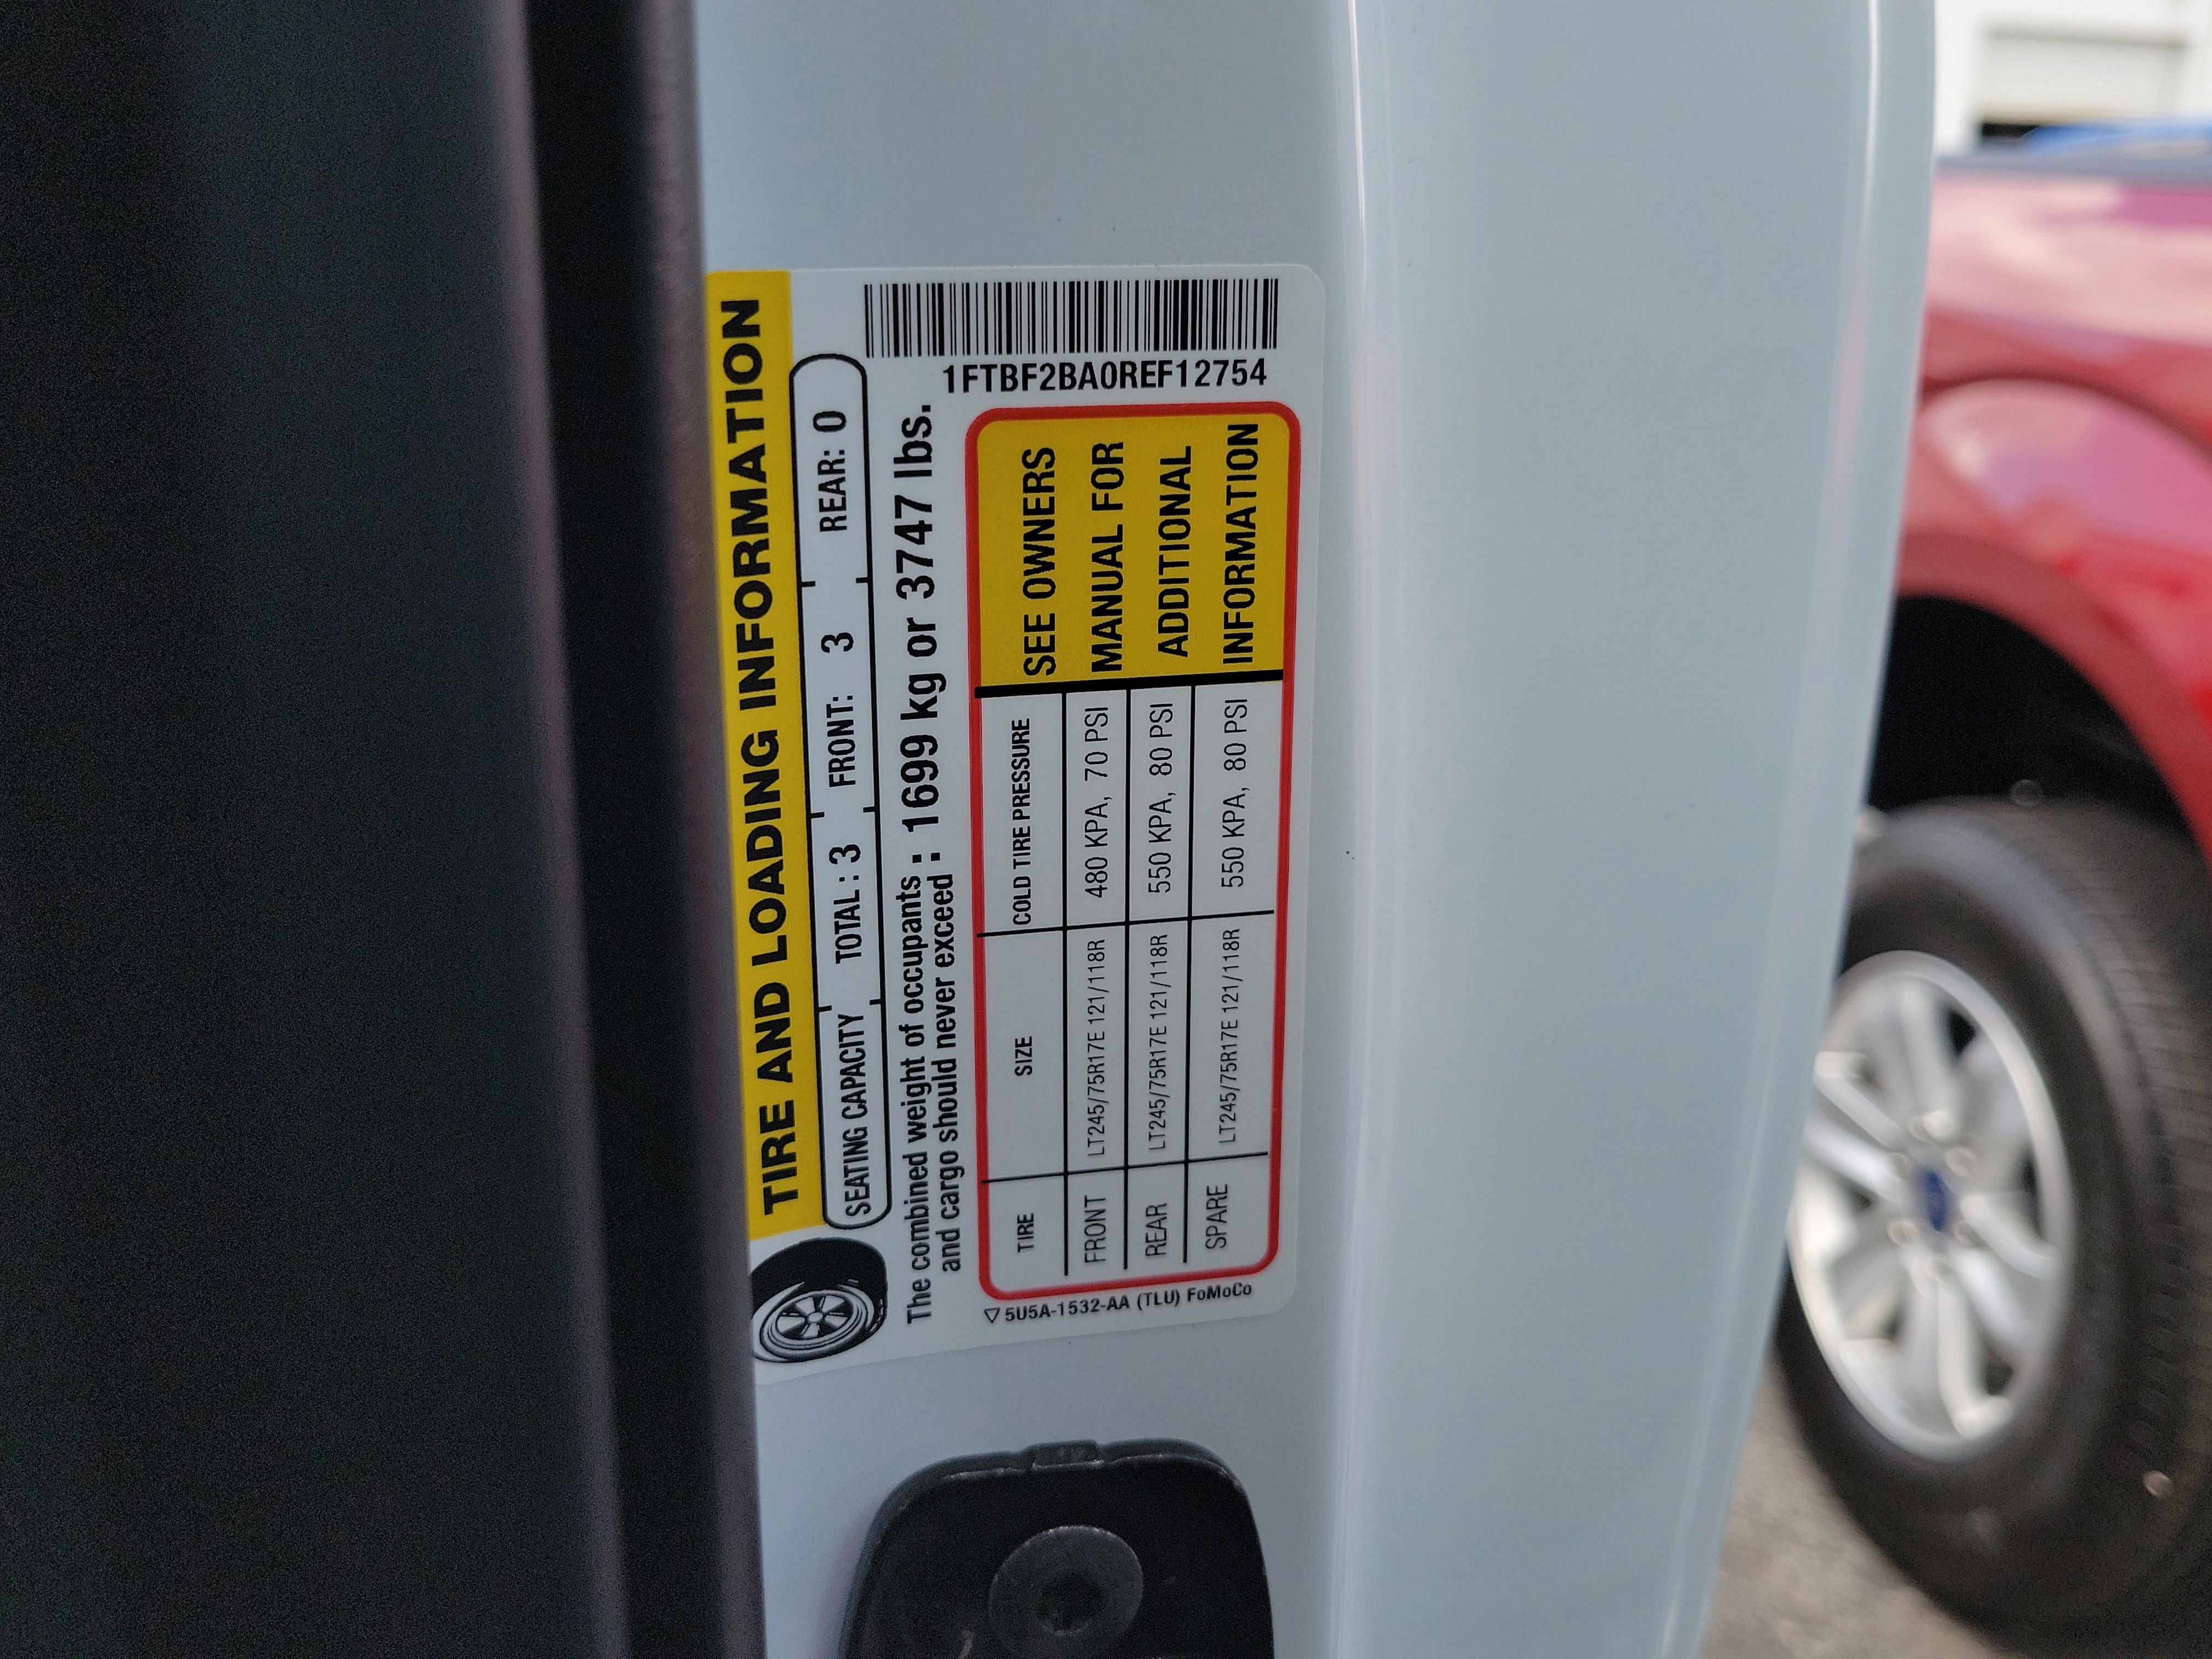 TIRE AND LOADING INFORMATION
SEATING CAPACITY TOTAL : 3 FRONT: 3 REAR: 0
The combined weight of occupants : 1699 kg or 3747 lbs.
and cargo should never exceed :
TIRE SIZE COLD TIRE PRESSURE
FRONT LT245/75R17E 121/118R 480 KPA, 70 PSI
REAR LT245/75R17E 121/118R 550 KPA, 80 PSI
SPARE LT245/75R17E 121/118R 550 KPA, 80 PSI
SEE OWNERS
MANUAL FOR
ADDITIONAL
INFORMATION
5U5A-1532-AA (TLU) FoMoCo
1FTBF2BA0REF12754